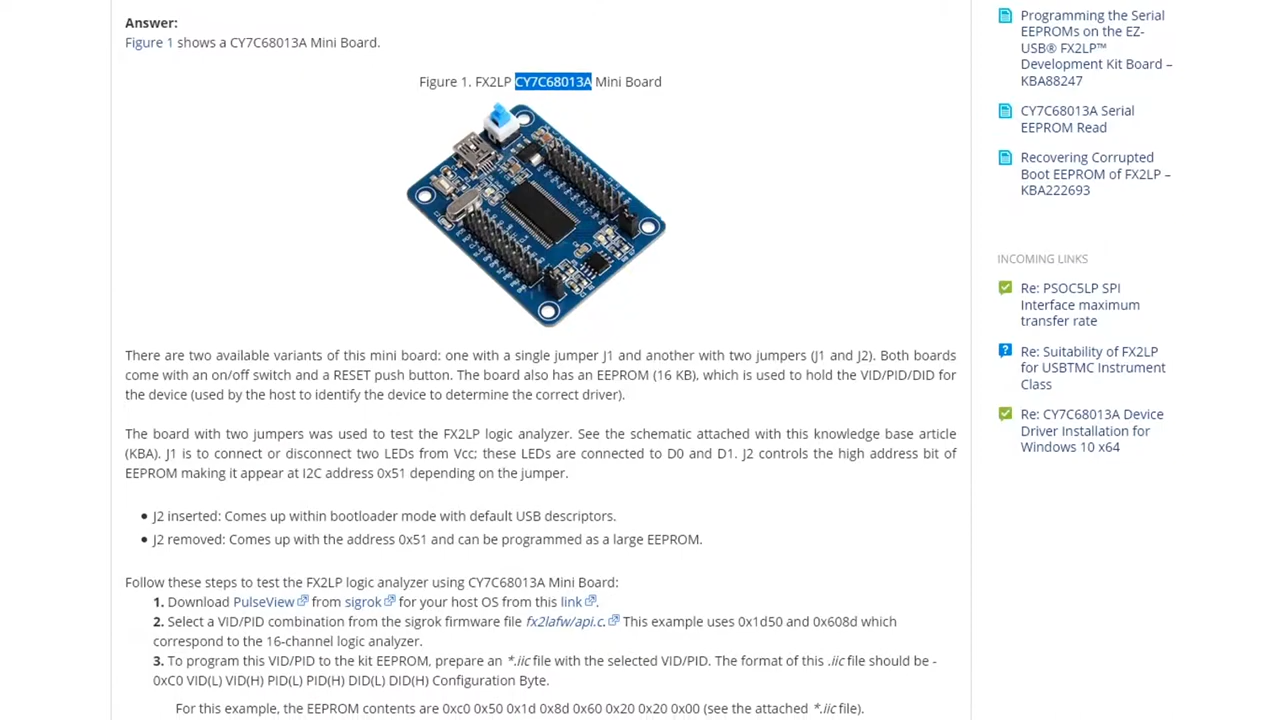 Answer:
Figure 1 shows a CY7C68013A Mini Board.
Figure 1. FX2LP CY7C68013A Mini Board
There are two available variants of this mini board: one with a single jumper J1 and another with two jumpers (J1 and J2). Both boards
come with an on/off switch and a RESET push button. The board also has an EEPROM (16 KB), which is used to hold the VID/PID/DID for
the device (used by the host to identify the device to determine the correct driver).
The board with two jumpers was used to test the FX2LP logic analyzer. See the schematic attached with this knowledge base article
(KBA). J1 is to connect or disconnect two LEDs from Vcc; these LEDs are connected to D0 and D1. J2 controls the high address bit of
EEPROM making it appear at I2C address 0x51 depending on the jumper.
• J2 inserted: Comes up within bootloader mode with default USB descriptors.
• J2 removed: Comes up with the address 0x51 and can be programmed as a large EEPROM.
Follow these steps to test the FX2LP logic analyzer using CY7C68013A Mini Board:
1. Download PulseView from sigrok for your host OS from this link .
2. Select a VID/PID combination from the sigrok firmware file fx2lafw/api.c. This example uses 0x1d50 and 0x608d which
correspond to the 16-channel logic analyzer.
3. To program this VID/PID to the kit EEPROM, prepare an *.iic file with the selected VID/PID. The format of this .iic file should be -
0xC0 VID(L) VID(H) PID(L) PID(H) DID(L) DID(H) Configuration Byte.
For this example, the EEPROM contents are 0xc0 0x50 0x1d 0x8d 0x60 0x20 0x20 0x00 (see the attached *.iic file).
Programming the Serial
EEPROMs on the EZ-
USB® FX2LP™
Development Kit Board –
KBA88247
CY7C68013A Serial
EEPROM Read
Recovering Corrupted
Boot EEPROM of FX2LP –
KBA222693
INCOMING LINKS
Re: PSOC5LP SPI
Interface maximum
transfer rate
Re: Suitability of FX2LP
for USBTMC Instrument
Class
Re: CY7C68013A Device
Driver Installation for
Windows 10 x64